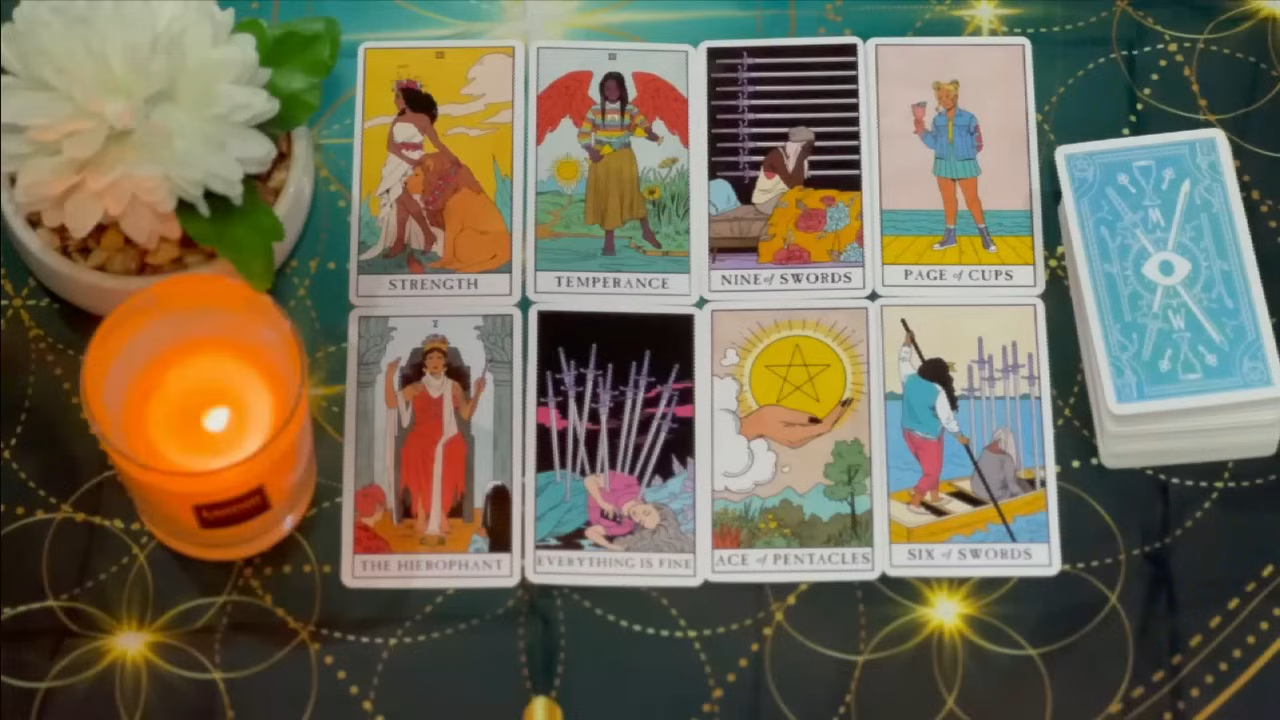 STRENGTH
TEMPERANCE
NINE of SWORDS
PAGE of CUPS
THE HIEROPHANT
EVERYTHING IS FINE
ACE of PENTACLES
SIX of SWORDS
M
W